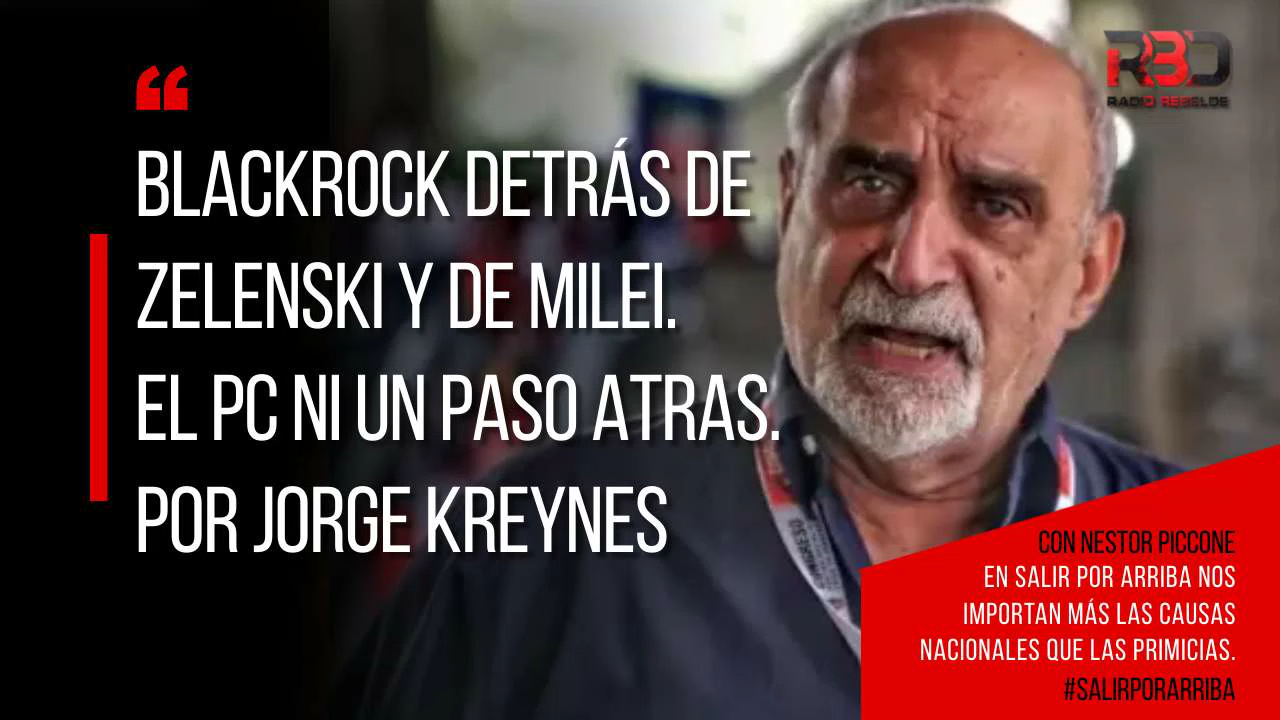 RBD
RADIO REBELDE
“
BLACKROCK DETRÁS DE
ZELENSKI Y DE MILEI.
EL PC NI UN PASO ATRAS.
POR JORGE KREYNES
CON NESTOR PICCONE
EN SALIR POR ARRIBA NOS
IMPORTAN MÁS LAS CAUSAS
NACIONALES QUE LAS PRIMICIAS.
#SALIRPORARRIBA